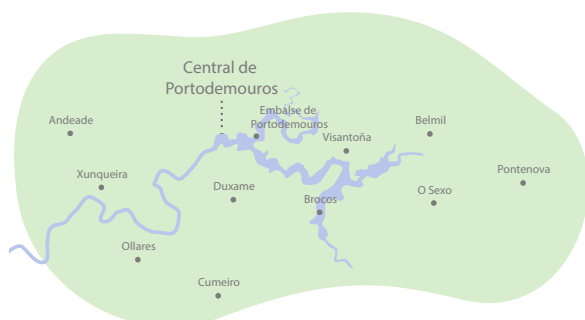 Central de
Portodemouros
Embalse de
Portodemouros
Andeade
Belmil
Visantoña
Xunqueira
Pontenova
Duxame
Brocos
O Sexo
Ollares
Cumeiro